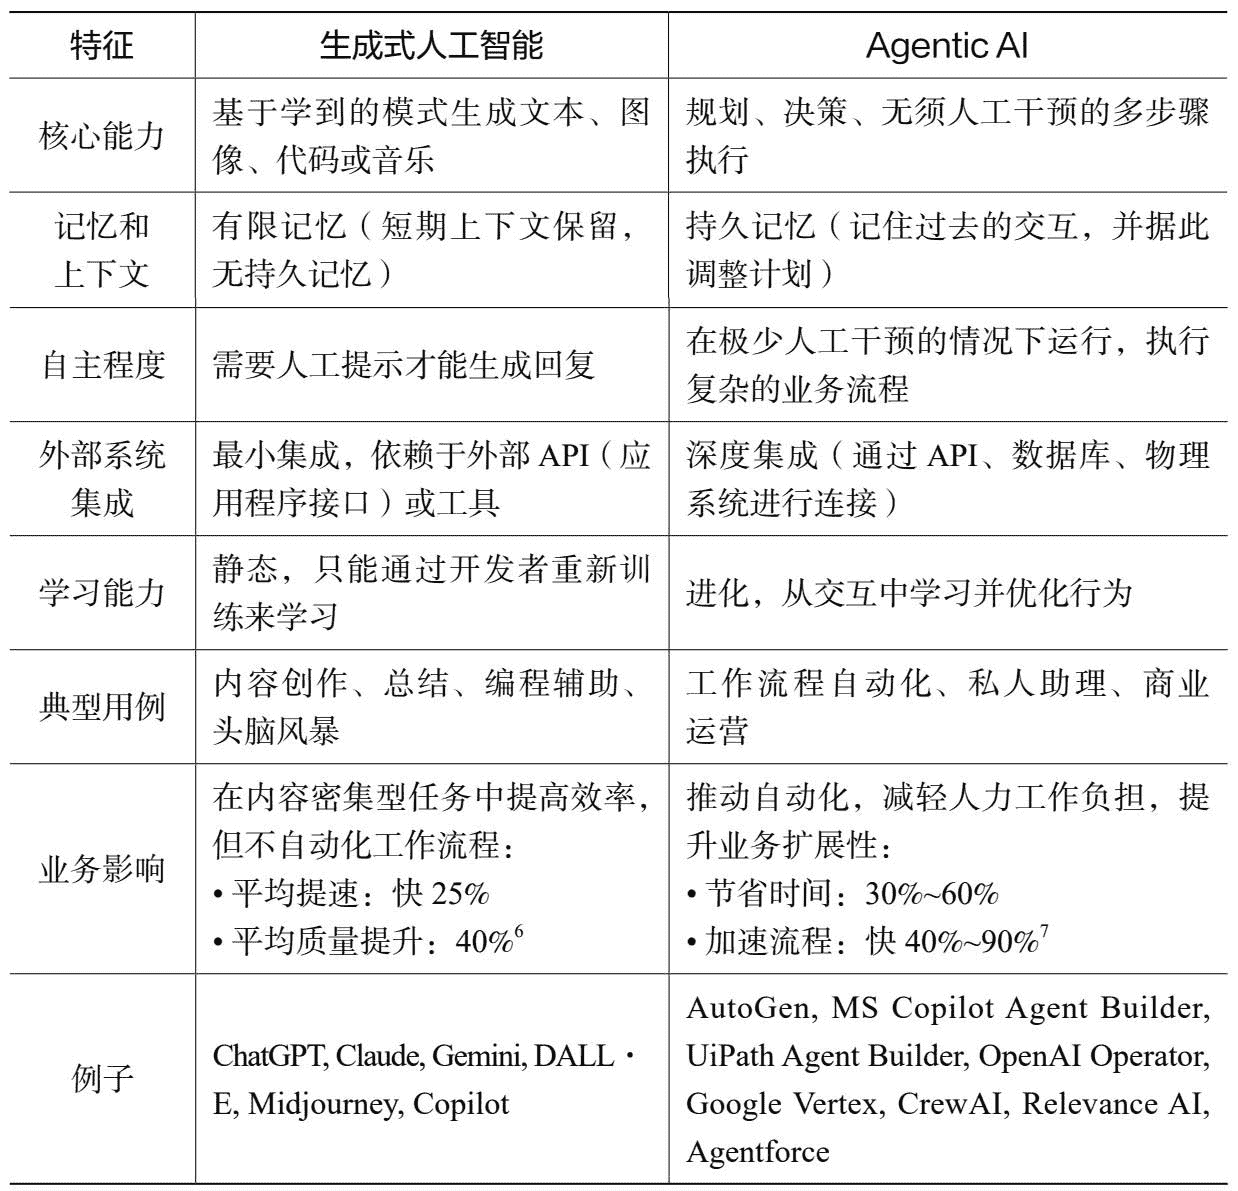 特征
生成式人工智能
Agentic AI
核心能力
基于学到的模式生成文本、图
像、代码或音乐
规划、决策、无须人工干预的多步骤
执行
记忆和
上下文
有限记忆（短期上下文保留，
无持久记忆）
持久记忆（记住过去的交互，并据此
调整计划）
自主程度
需要人工提示才能生成回复
在极少人工干预的情况下运行，执行
复杂的业务流程
外部系统
集成
最小集成，依赖于外部 API（应
用程序接口）或工具
深度集成（通过 API、数据库、物理
系统进行连接）
学习能力
静态，只能通过开发者重新训
练来学习
进化，从交互中学习并优化行为
典型用例
内容创作、总结、编程辅助、
头脑风暴
工作流程自动化、私人助理、商业
运营
业务影响
在内容密集型任务中提高效率，
但不自动化工作流程：
• 平均提速：快 25%
• 平均质量提升：40%6
推动自动化，减轻人力工作负担，提
升业务扩展性：
• 节省时间：30%~60%
• 加速流程：快 40%~90%7
例子
ChatGPT, Claude, Gemini, DALL·
E, Midjourney, Copilot
AutoGen, MS Copilot Agent Builder,
UiPath Agent Builder, OpenAI Operator,
Google Vertex, CrewAI, Relevance AI,
Agentforce